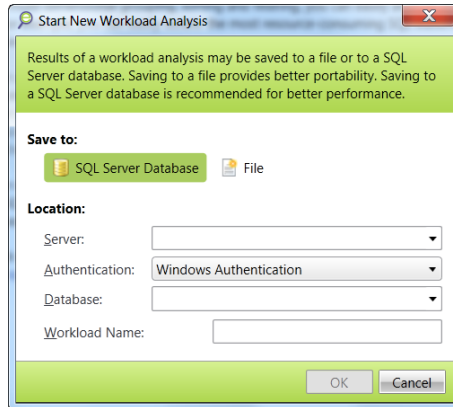 Start New Workload Analysis
Results of a workload analysis may be saved to a file or to a SQL
Server database. Saving to a file provides better portability. Saving to
a SQL Server database is recommended for better performance.
Save to:
SQL Server Database File
Location:
Server:
Authentication: Windows Authentication
Database:
Workload Name:
OK Cancel